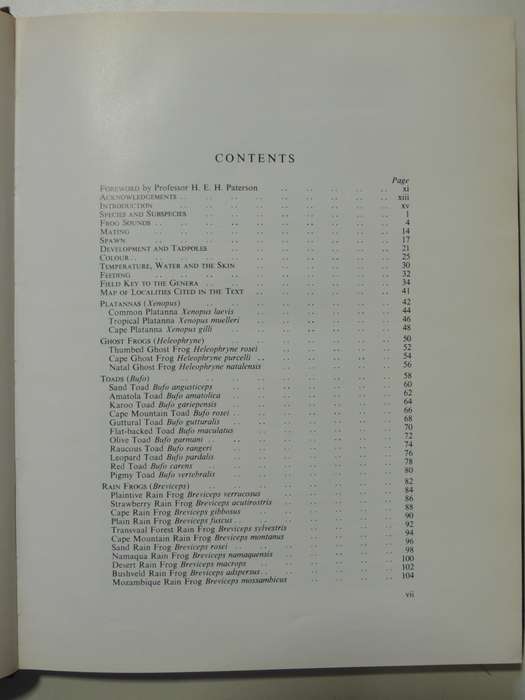 CONTENTS
Page
FOREWORD by Professor H. E. H. Paterson .. .. .. .. .. xi
ACKNOWLEDGEMENTS .. .. .. .. .. .. .. xiii
INTRODUCTION .. .. .. .. .. .. .. xv
SPECIES AND SUBSPECIES .. .. .. .. .. 1
FROG SOUNDS .. .. .. .. .. .. .. 4
MATING .. .. .. .. .. .. .. 14
SPAWN .. .. .. .. .. .. .. 17
DEVELOPMENT AND TADPOLES .. .. .. .. .. 21
COLOUR .. .. .. .. .. .. .. 25
TEMPERATURE, WATER AND THE SKIN .. .. .. .. .. 30
FEEDING .. .. .. .. .. .. .. 32
FIELD KEY TO THE GENERA .. .. .. .. .. .. 34
MAP OF LOCALITIES CITED IN THE TEXT .. .. .. .. .. 41
PLATANNAS (Xenopus) .. .. .. .. .. .. 42
Common Platanna Xenopus laevis .. .. .. .. .. 44
Tropical Platanna Xenopus muelleri .. .. .. .. .. 46
Cape Platanna Xenopus gilli .. .. .. .. .. 48
GHOST FROGS (Heleophryne) .. .. .. .. .. 50
Thumbed Ghost Frog Heleophryne rosei .. .. .. .. .. 52
Cape Ghost Frog Heleophryne purcelli .. .. .. .. .. 54
Natal Ghost Frog Heleophryne natalensis .. .. .. .. .. 56
TOADS (Bufo) .. .. .. .. .. .. .. 58
Sand Toad Bufo angusticeps .. .. .. .. .. 60
Amatola Toad Bufo amatolica .. .. .. .. .. 62
Karoo Toad Bufo gariepensis .. .. .. .. .. 64
Cape Mountain Toad Bufo rosei .. .. .. .. .. 66
Guttural Toad Bufo gutturalis .. .. .. .. .. 68
Flat-backed Toad Bufo maculatus .. .. .. .. .. 70
Olive Toad Bufo garmani .. .. .. .. .. .. 72
Raucous Toad Bufo rangeri .. .. .. .. .. 74
Leopard Toad Bufo pardalis .. .. .. .. .. 76
Red Toad Bufo carens .. .. .. .. .. .. 78
Pigmy Toad Bufo vertebralis .. .. .. .. .. 80
RAIN FROGS (Breviceps) .. .. .. .. .. .. 82
Plaintive Rain Frog Breviceps verrucosus .. .. .. .. .. 84
Strawberry Rain Frog Breviceps acutirostris .. .. .. .. 86
Cape Rain Frog Breviceps gibbosus .. .. .. .. .. 88
Plain Rain Frog Breviceps fuscus .. .. .. .. .. 90
Transvaal Forest Rain Frog Breviceps sylvestris .. .. .. .. 92
Cape Mountain Rain Frog Breviceps montanus .. .. .. .. 94
Sand Rain Frog Breviceps rosei .. .. .. .. .. .. 96
Namaqua Rain Frog Breviceps namaquensis .. .. .. .. 98
Desert Rain Frog Breviceps macrops .. .. .. .. .. 100
Bushveld Rain Frog Breviceps adspersus .. .. .. .. .. 102
Mozambique Rain Frog Breviceps mossambicus .. .. .. .. 104
vii